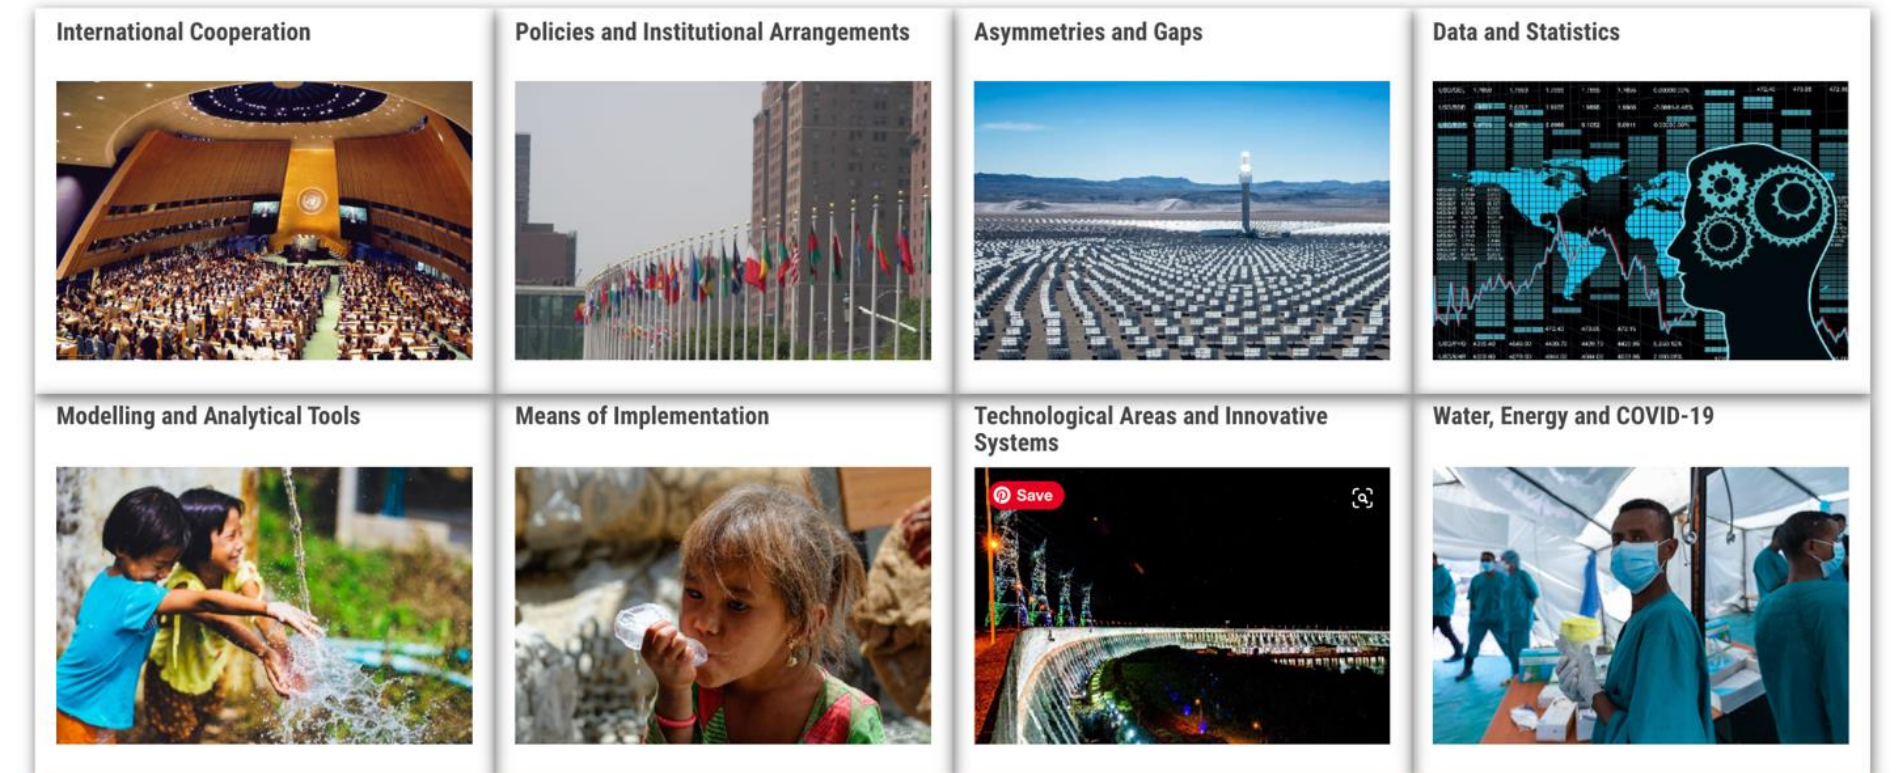 International Cooperation
Policies and Institutional Arrangements
Asymmetries and Gaps
Data and Statistics
Modelling and Analytical Tools
Means of Implementation
Technological Areas and Innovative
Systems
Water, Energy and COVID-19
Save